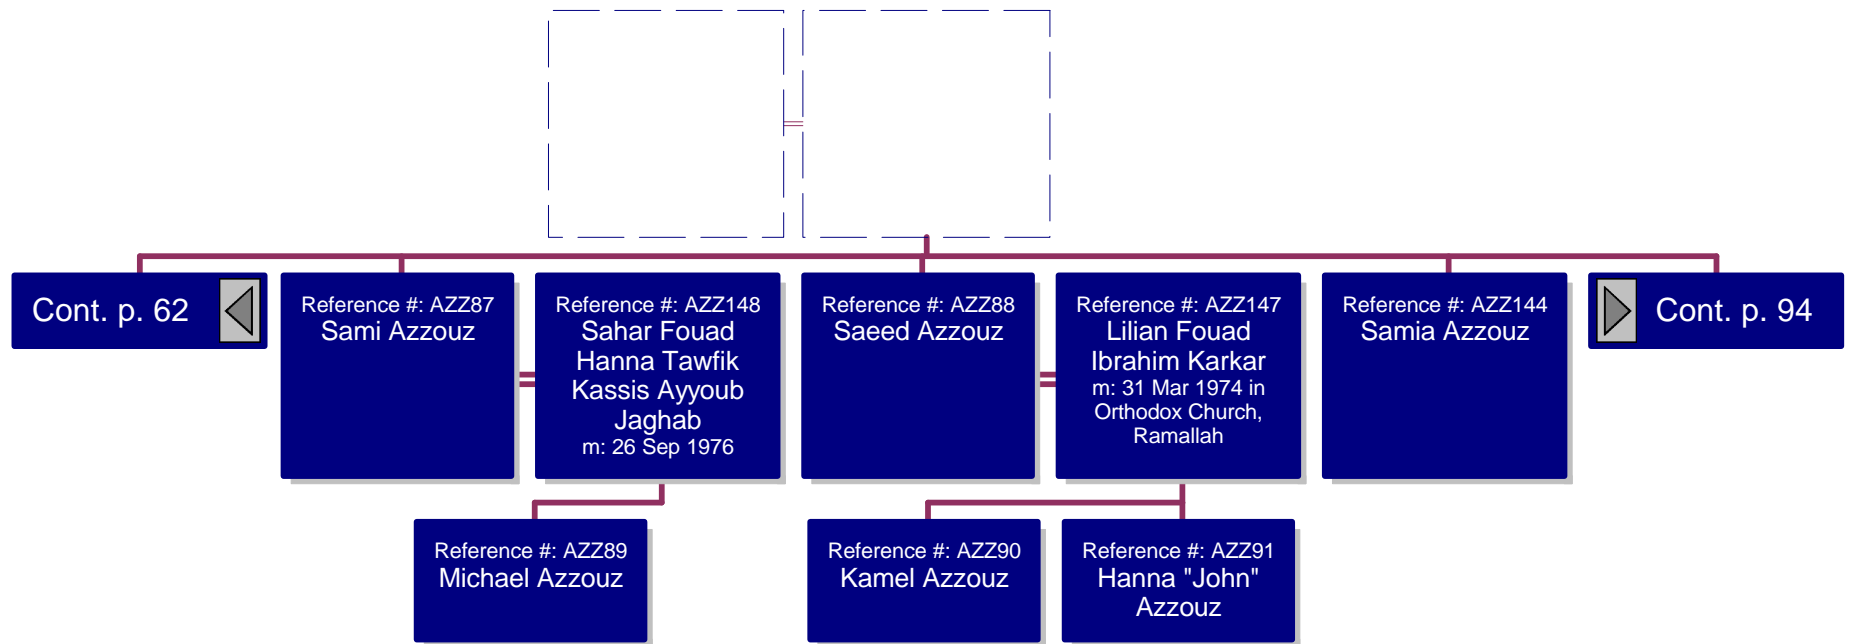 Cont. p. 62
Reference #: AZZ87
Sami Azzouz
Reference #: AZZ148
Sahar Fouad
Hanna Tawfik
Kassis Ayyoub
Jaghab
m: 26 Sep 1976
Reference #: AZZ88
Saeed Azzouz
Reference #: AZZ147
Lilian Fouad
Ibrahim Karkar
m: 31 Mar 1974 in
Orthodox Church,
Ramallah
Reference #: AZZ144
Samia Azzouz
Cont. p. 94
Reference #: AZZ89
Michael Azzouz
Reference #: AZZ90
Kamel Azzouz
Reference #: AZZ91
Hanna "John"
Azzouz